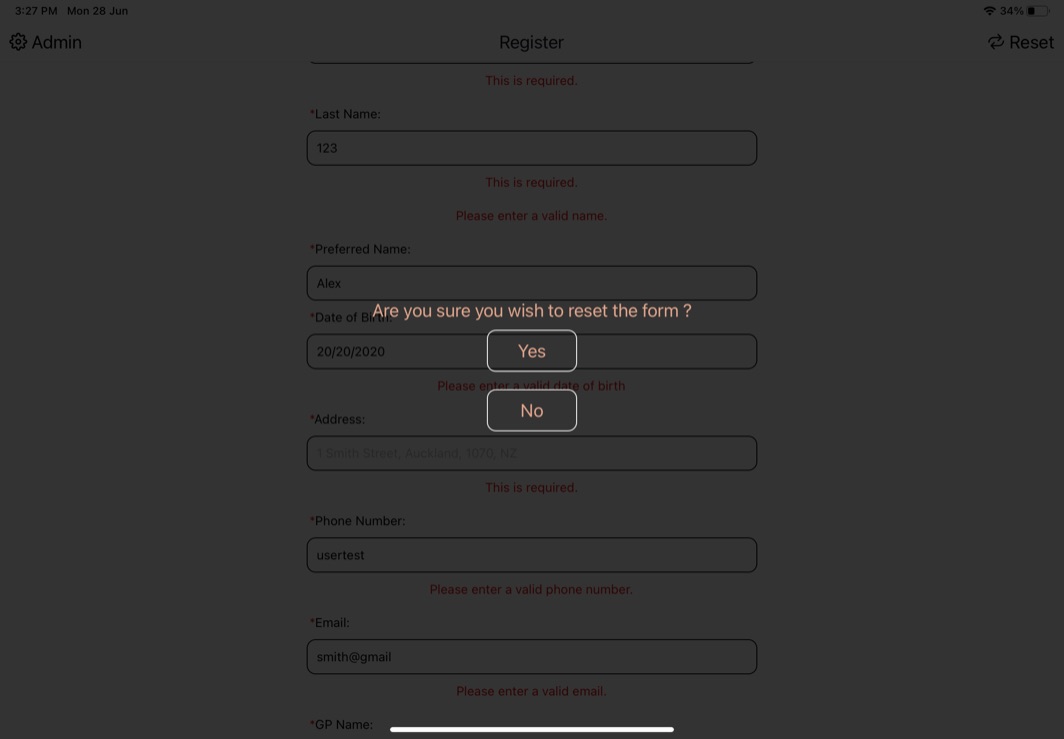 3:27 PM Mon 28 Jun 34%
Admin Register Reset
This is required.
*Last Name:
123
This is required.
Please enter a valid name.
*Preferred Name:
Alex
Are you sure you wish to reset the form ?
*Date of Birth:
20/20/2020
Yes
Please enter a valid date of birth
No
*Address:
1 Smith Street, Auckland, 1070, NZ
This is required.
*Phone Number:
usertest
Please enter a valid phone number.
*Email:
smith@gmail
Please enter a valid email.
*GP Name: